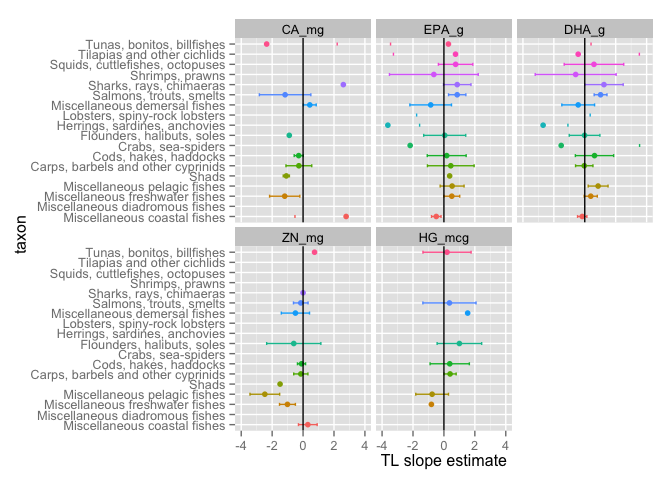 CA_mg EPA_g DHA_g
Tunas, bonitos, billfishes
Tilapias and other cichlids
Squids, cuttlefishes, octopuses
Shrimps, prawns
Sharks, rays, chimaeras
Salmons, trouts, smelts
Miscellaneous demersal fishes
Lobsters, spiny-rock lobsters
Herrings, sardines, anchovies
Flounders, halibuts, soles
Crabs, sea-spiders
Cods, hakes, haddocks
Carps, barbels and other cyprinids
Shads
Miscellaneous pelagic fishes
Miscellaneous freshwater fishes
Miscellaneous diadromous fishes
Miscellaneous coastal fishes
taxon
ZN_mg HG_mcg
Tunas, bonitos, billfishes
Tilapias and other cichlids
Squids, cuttlefishes, octopuses
Shrimps, prawns
Sharks, rays, chimaeras
Salmons, trouts, smelts
Miscellaneous demersal fishes
Lobsters, spiny-rock lobsters
Herrings, sardines, anchovies
Flounders, halibuts, soles
Crabs, sea-spiders
Cods, hakes, haddocks
Carps, barbels and other cyprinids
Shads
Miscellaneous pelagic fishes
Miscellaneous freshwater fishes
Miscellaneous diadromous fishes
Miscellaneous coastal fishes
-4 -2 0 2 4 -4 -2 0 2 4 -4 -2 0 2 4
TL slope estimate